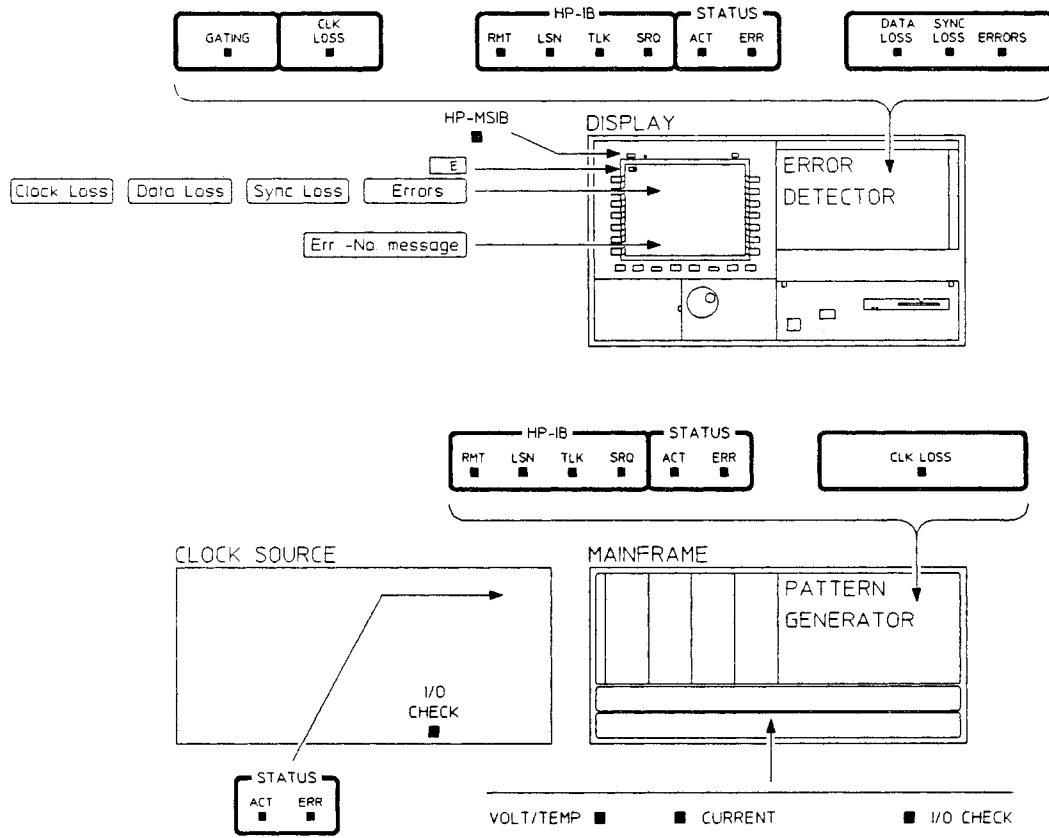 HP-IB STATUS
GATING CLK LOSS RMT LSN TLK SRQ ACT ERR DATA LOSS SYNC LOSS ERRORS
HP-MSIB
DISPLAY
E
ERROR
DETECTOR
Clock Loss Data Loss Sync Loss Errors
Err -No. message
HP-IB STATUS
RMT LSN TLK SRQ ACT ERR CLK LOSS
CLOCK SOURCE
MAINFRAME
PATTERN
GENERATOR
I/O
CHECK
STATUS
ACT ERR
VOLT/TEMP CURRENT I/O CHECK